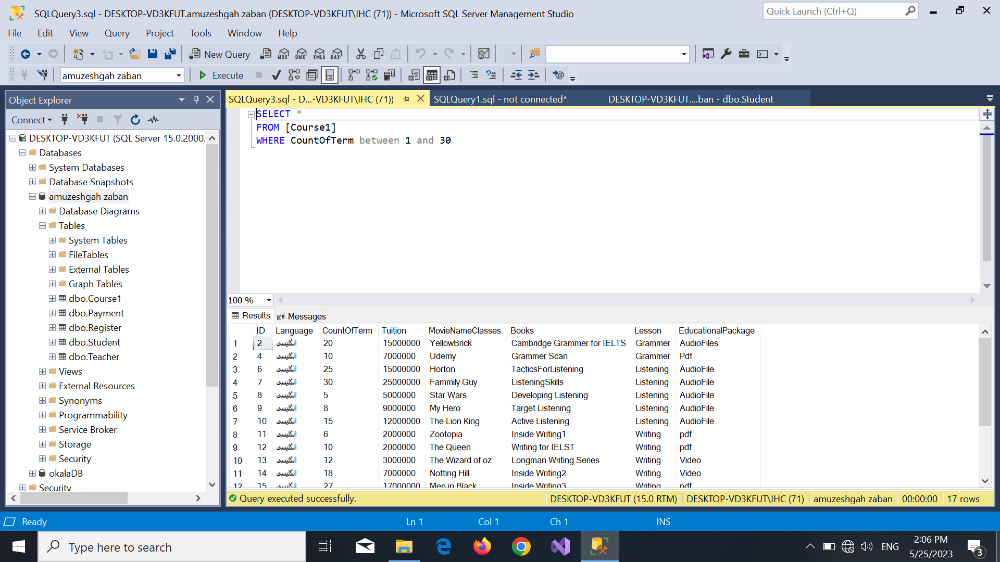 SQLQuery3.sql - DESKTOP-VD3KFUT.amuzeshgah zaban (DESKTOP-VD3KFUT\IHC (71)) - Microsoft SQL Server Management Studio
Quick Launch (Ctrl+Q)
File Edit View Query Project Tools Window Help
New Query MDX DMX XMLA DAX
amuzeshgah zaban Execute
Object Explorer
Connect
DESKTOP-VD3KFUT (SQL Server 15.0.2000.
Databases
System Databases
Database Snapshots
amuzeshgah zaban
Database Diagrams
Tables
System Tables
FileTables
External Tables
Graph Tables
dbo.Course1
dbo.Payment
dbo.Register
dbo.Student
dbo.Teacher
Views
External Resources
Synonyms
Programmability
Service Broker
Storage
Security
okalaDB
Security
SQLQuery3.sql - D...-VD3KFUT\IHC (71)) SQLQuery1.sql - not connected* DESKTOP-VD3KFUT....ban - dbo.Student
SELECT *
FROM [Course1]
WHERE CountOfTerm between 1 and 30
100 %
Results Messages
ID Language CountOfTerm Tuition MovieNameClasses Books Lesson EducationalPackage
1 2 انگلیسی 20 15000000 YellowBrick Cambridge Grammer for IELTS Grammer AudioFiles
2 4 انگلیسی 10 7000000 Udemy Grammer Scan Grammer Pdf
3 6 انگلیسی 25 15000000 Horton TacticsForListening Listening AudioFile
4 7 انگلیسی 30 25000000 Fammily Guy ListeningSkills Listening AudioFile
5 8 انگلیسی 5 5000000 Star Wars Developing Listening Listening AudioFile
6 9 انگلیسی 8 9000000 My Hero Target Listening Listening AudioFile
7 10 انگلیسی 15 12000000 The Lion King Active Listening Listening AudioFile
8 11 انگلیسی 6 2000000 Zootopia Inside Writing1 Writing pdf
9 12 انگلیسی 10 2000000 The Queen Writing for IELST Writing pdf
10 13 انگلیسی 12 3000000 The Wizard of oz Longman Writing Series Writing Video
11 14 انگلیسی 18 7000000 Notting Hill Inside Writing2 Writing Video
12 15 انگلیسی 27 17000000 Men in Black Inside Writing3 Writing pdf
Query executed successfully. DESKTOP-VD3KFUT (15.0 RTM) DESKTOP-VD3KFUT\IHC (71) amuzeshgah zaban 00:00:00 17 rows
Ready Ln 1 Col 1 Ch 1 INS
Type here to search
ENG
2:06 PM
5/25/2023
3